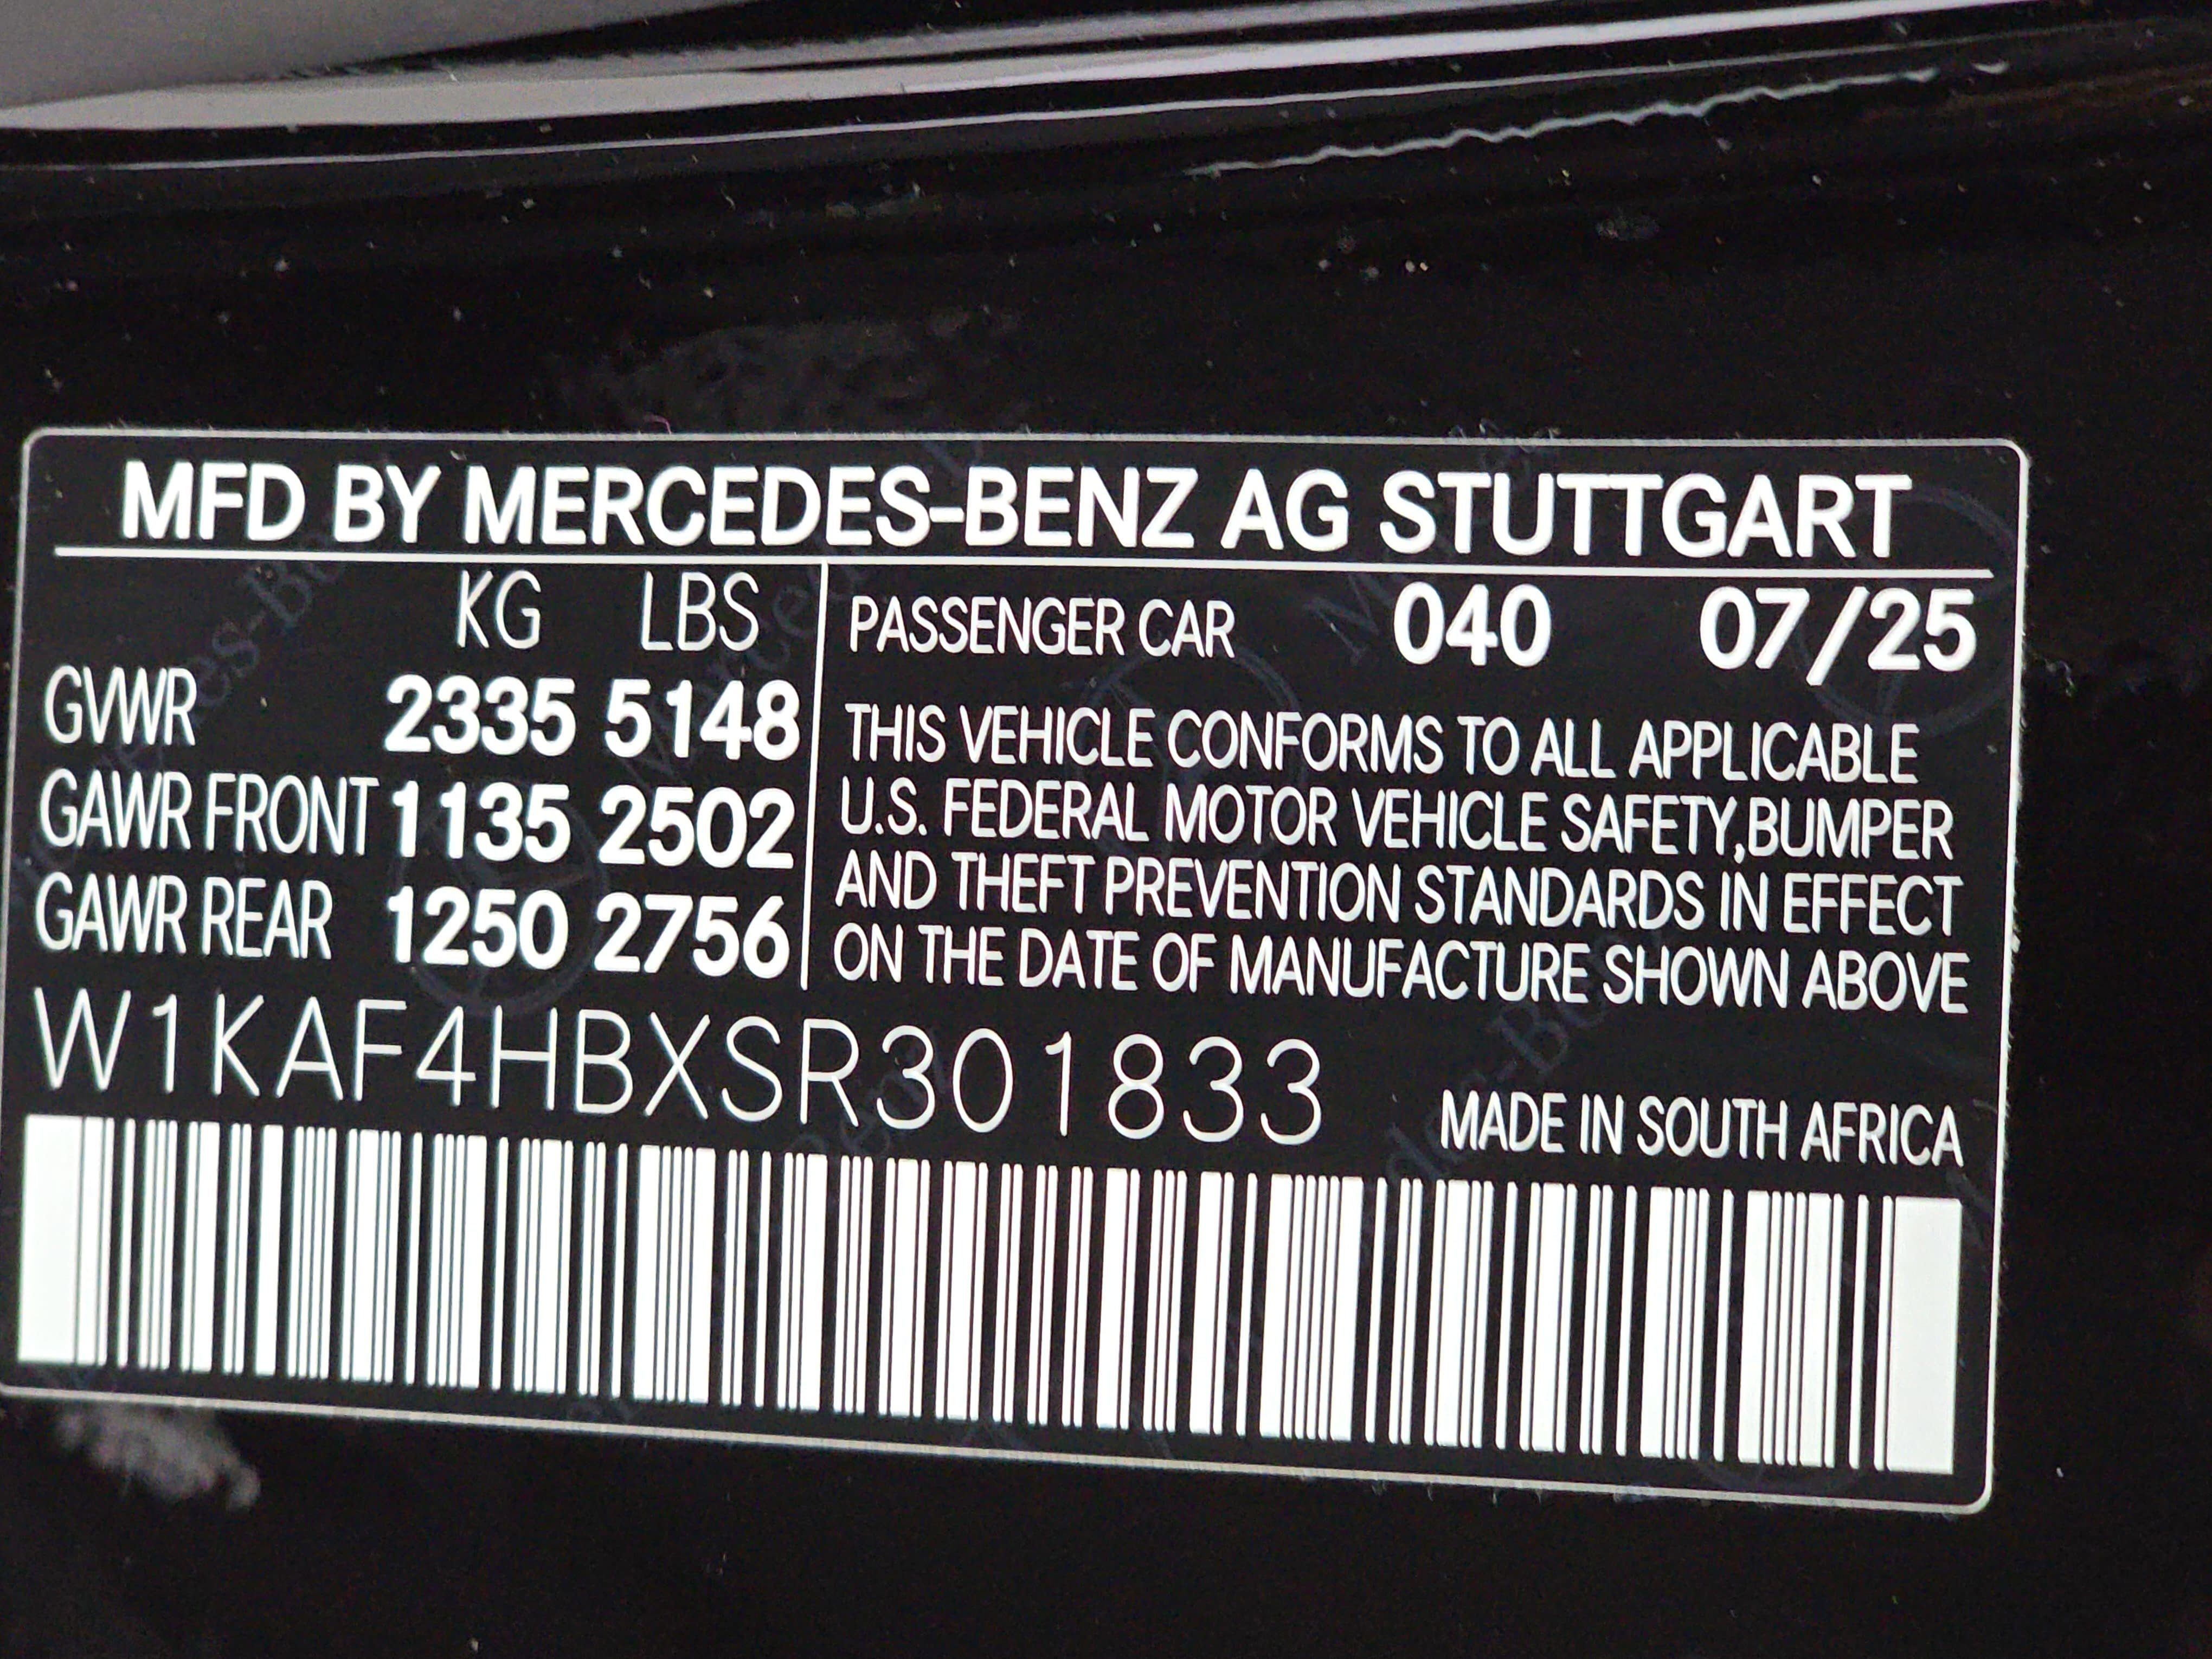 MFD BY MERCEDES-BENZ AG STUTTGART
KG LBS
GVWR 2335 5148
GAWR FRONT 1135 2502
GAWR REAR 1250 2756
PASSENGER CAR 040 07/25
THIS VEHICLE CONFORMS TO ALL APPLICABLE
U.S. FEDERAL MOTOR VEHICLE SAFETY,BUMPER
AND THEFT PREVENTION STANDARDS IN EFFECT
ON THE DATE OF MANUFACTURE SHOWN ABOVE
W1KAF4HBXSR301833
MADE IN SOUTH AFRICA